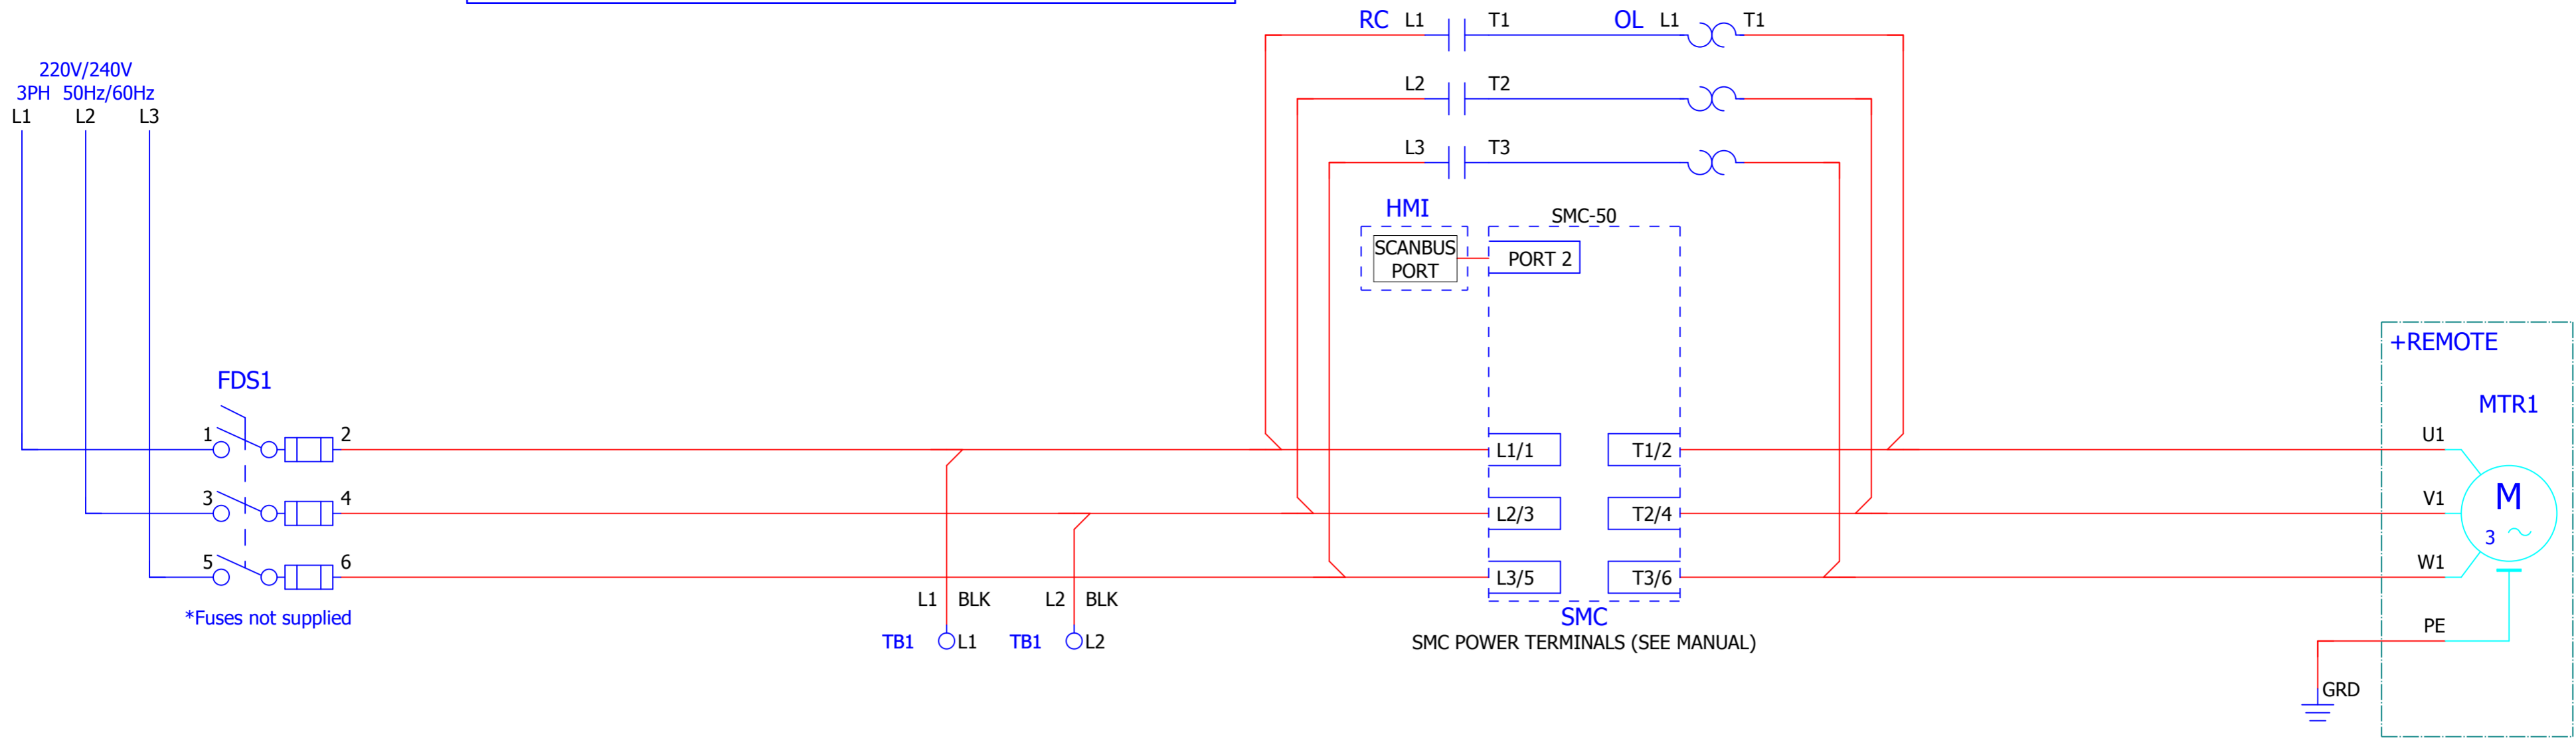 RC L1 T1 OL L1 T1
220V/240V
3PH 50Hz/60Hz
L1 L2 L3
L2 T2
L3 T3
HMI
SMC-50
SCANBUS
PORT
PORT 2
+REMOTE
FDS1
MTR1
1 2
L1/1 T1/2
U1
3 4
L2/3 T2/4
V1
M
3
5 6
L3/5 T3/6
W1
*Fuses not supplied
L1 BLK L2 BLK
TB1 L1 TB1 L2
SMC
SMC POWER TERMINALS (SEE MANUAL)
PE
GRD